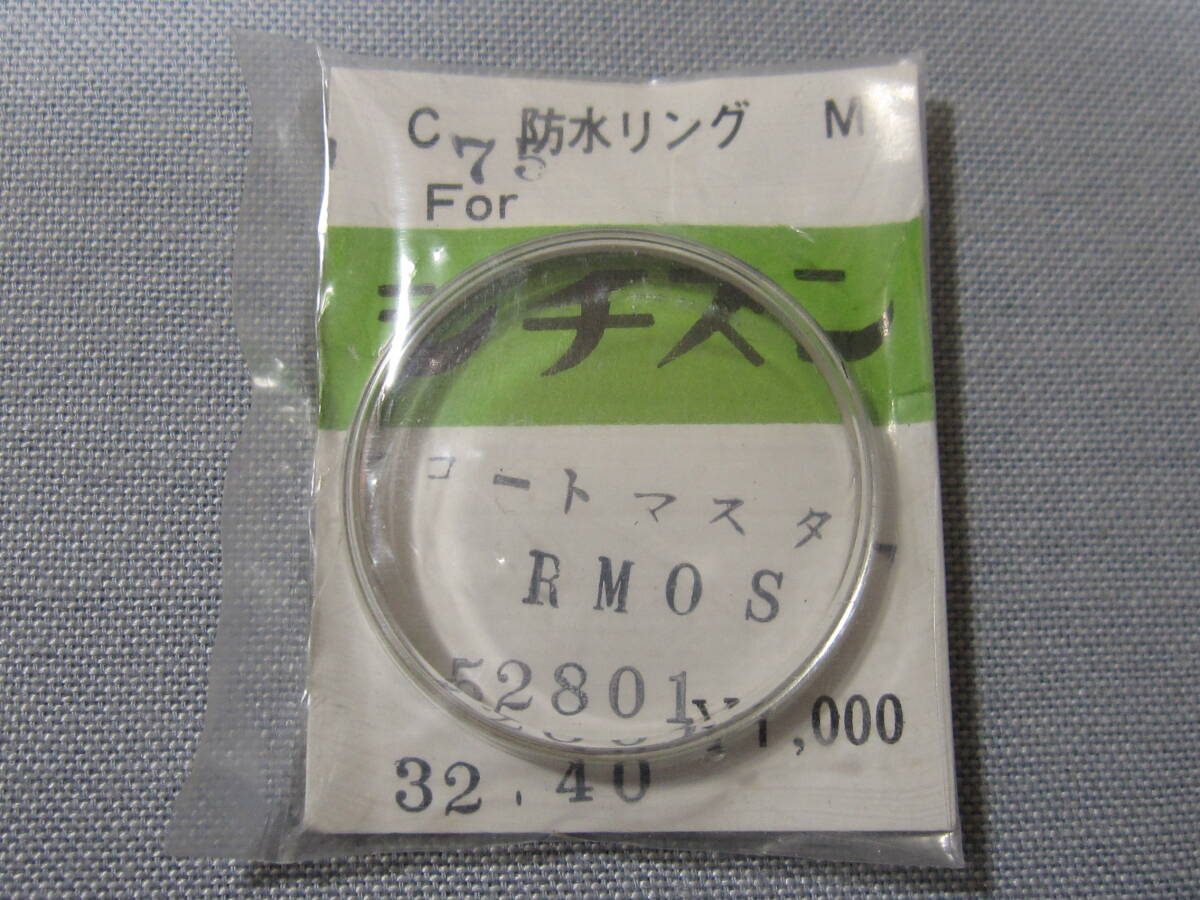 C 防水リング M
75
For
シチズン
コートマスター
RMOS
52801
¥1,000
32.40